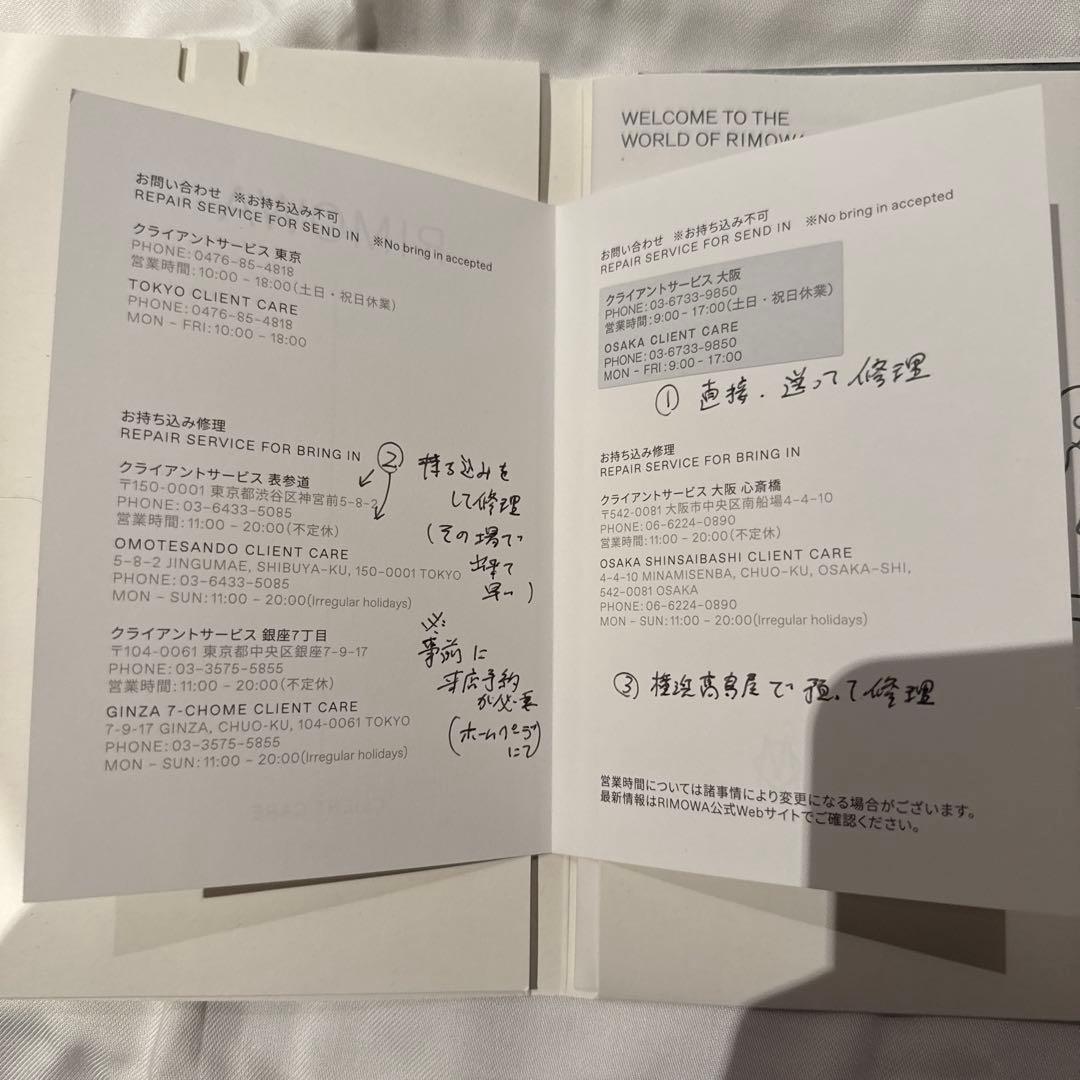 お問い合わせ ※お持ち込み不可
REPAIR SERVICE FOR SEND IN ※No bring in accepted
クライアントサービス 東京
PHONE: 0476-85-4818
営業時間: 10:00 - 18:00(土日・祝日休業)
TOKYO CLIENT CARE
PHONE: 0476-85-4818
MON - FRI: 10:00 - 18:00
お持ち込み修理
REPAIR SERVICE FOR BRING IN
クライアントサービス 表参道
〒150-0001 東京都渋谷区神宮前5-8-2
PHONE: 03-6433-5085
営業時間: 11:00 - 20:00(不定休)
OMOTESANDO CLIENT CARE
5-8-2 JINGUMAE, SHIBUYA-KU, 150-0001 TOKYO
PHONE: 03-6433-5085
MON - SUN: 11:00 - 20:00(Irregular holidays)
クライアントサービス 銀座7丁目
〒104-0061 東京都中央区銀座7-9-17
PHONE: 03-3575-5855
営業時間: 11:00 - 20:00(不定休)
GINZA 7-CHOME CLIENT CARE
7-9-17 GINZA, CHUO-KU, 104-0061 TOKYO
PHONE: 03-3575-5855
MON - SUN: 11:00 - 20:00(Irregular holidays)
② 持ち込みを
して修理
(その場で
出来て
早い)
※
事前に
来店予約
が必要
(ホームページ
にて)
WELCOME TO THE
WORLD OF RIMOWA
お問い合わせ ※お持ち込み不可
REPAIR SERVICE FOR SEND IN ※No bring in accepted
クライアントサービス 大阪
PHONE: 03-6733-9850
営業時間: 9:00 - 17:00(土日・祝日休業)
OSAKA CLIENT CARE
PHONE: 03-6733-9850
MON - FRI: 9:00 - 17:00
① 直接、送って修理
お持ち込み修理
REPAIR SERVICE FOR BRING IN
クライアントサービス 大阪 心斎橋
〒542-0081 大阪市中央区南船場4-4-10
PHONE: 06-6224-0890
営業時間: 11:00 - 20:00(不定休)
OSAKA SHINSAIBASHI CLIENT CARE
4-4-10 MINAMISENBA, CHUO-KU, OSAKA-SHI,
542-0081 OSAKA
PHONE: 06-6224-0890
MON - SUN: 11:00 - 20:00(Irregular holidays)
③ 横浜高島屋で預って修理
営業時間については諸事情により変更になる場合がございます。
最新情報はRIMOWA公式Webサイトでご確認ください。